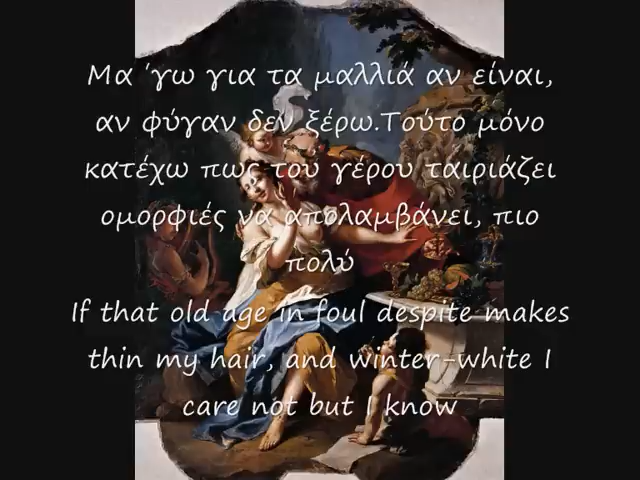 Μα 'γω για τα μαλλιά αν είναι,
αν φύγαν δεν ξέρω.Τούτο μόνο
κατέχω πως του γέρου ταιριάζει
ομορφιές να απολαμβάνει, πιο
πολύ
If that old age in foul despite makes
thin my hair, and winter-white I
care not but I know